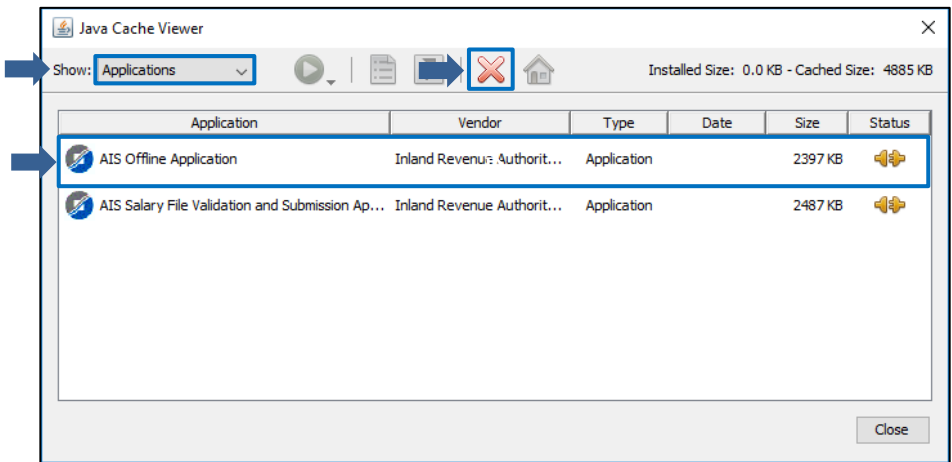 Java Cache Viewer
Show: Applications Installed Size: 0.0 KB - Cached Size: 4885 KB
Application Vendor Type Date Size Status
AIS Offline Application Inland Revenue Authorit... Application 2397 KB
AIS Salary File Validation and Submission Ap... Inland Revenue Authorit... Application 2487 KB
Close